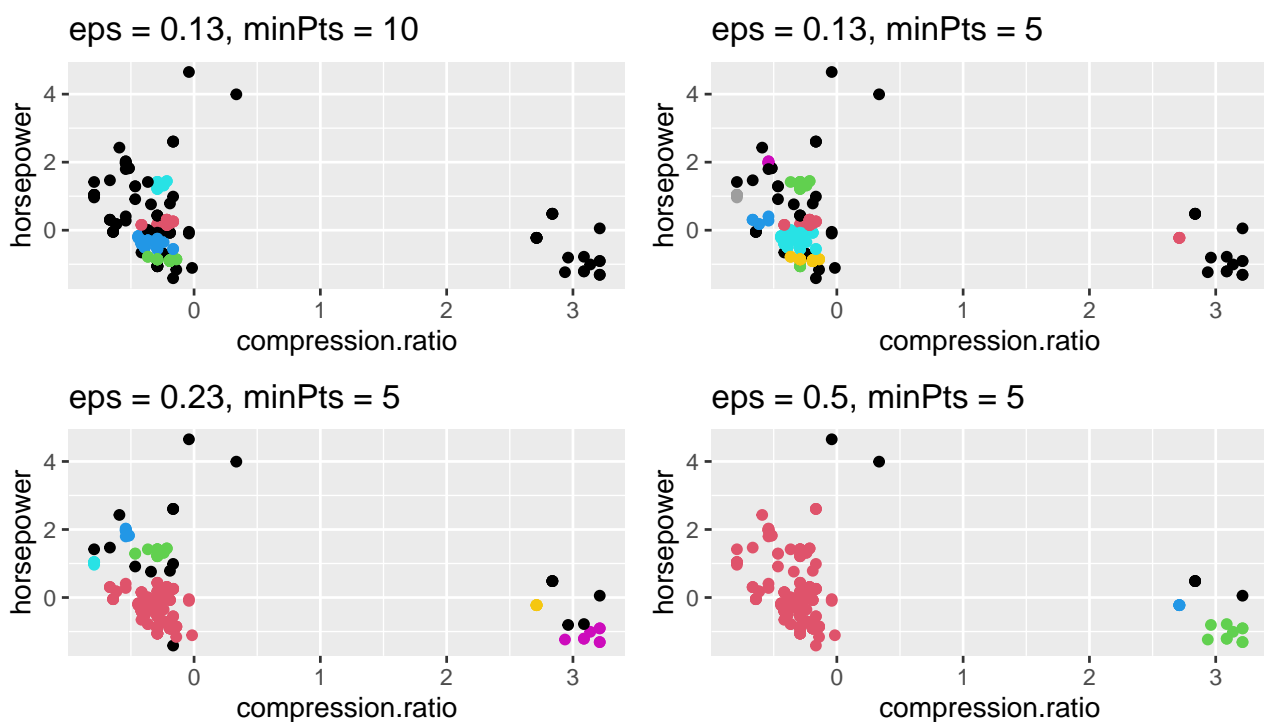 eps = 0.13, minPts = 10
horsepower
4
2
0
0 1 2 3
compression.ratio
eps = 0.13, minPts = 5
horsepower
4
2
0
0 1 2 3
compression.ratio
eps = 0.23, minPts = 5
horsepower
4
2
0
0 1 2 3
compression.ratio
eps = 0.5, minPts = 5
horsepower
4
2
0
0 1 2 3
compression.ratio